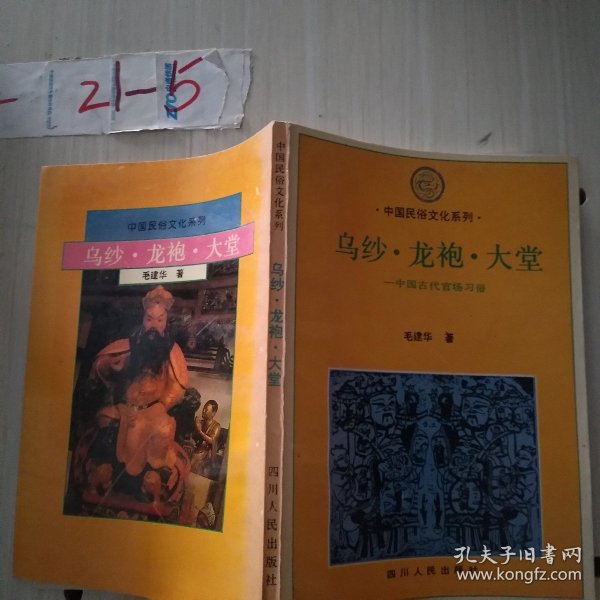 21-5
中国民俗文化系列
乌纱·龙袍·大堂
毛建华 著
中国民俗文化系列
乌纱·龙袍·大堂
四川人民出版社
·中国民俗文化系列·
乌纱·龙袍·大堂
—中国古代官场习俗
毛建华 著
四川人民出版社
孔夫子旧书网
www.kongfz.com